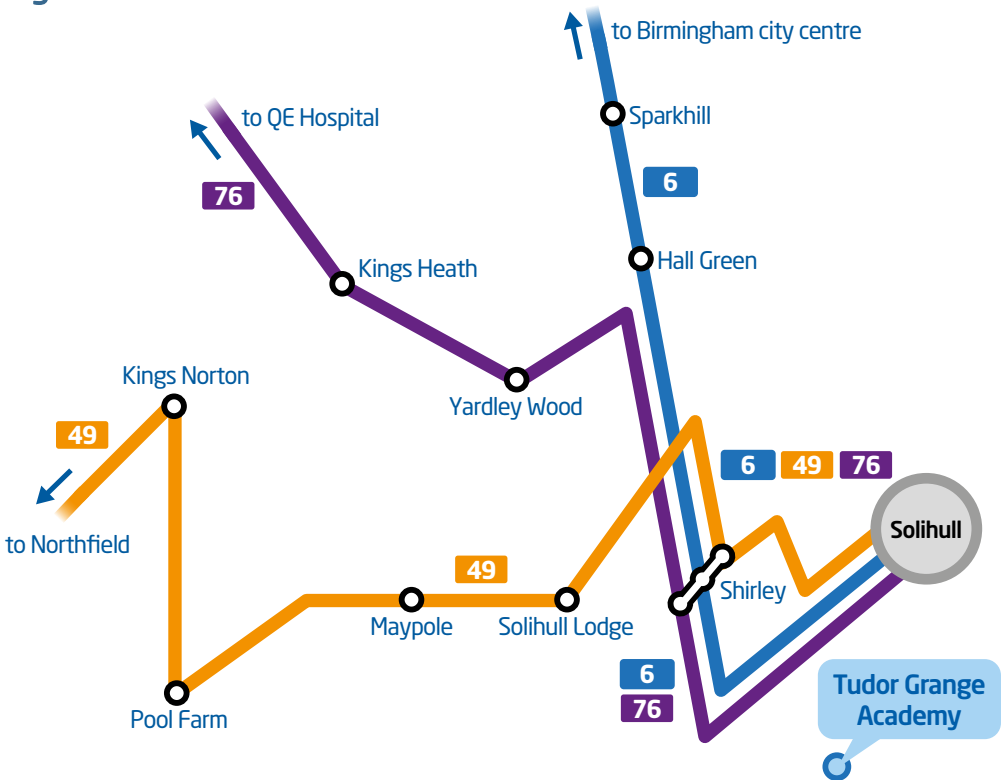 to Birmingham city centre
to QE Hospital
Sparkhill
6
76
Hall Green
Kings Heath
Kings Norton
Yardley Wood
49
6 49 76
Solihull
to Northfield
49
Shirley
Maypole
Solihull Lodge
6
76
Tudor Grange
Academy
Pool Farm